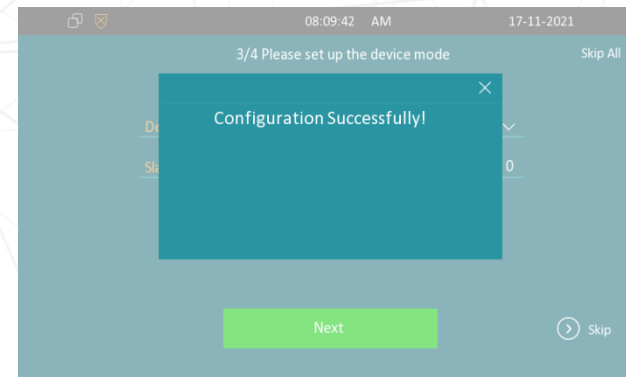 08:09:42 AM 17-11-2021
3/4 Please set up the device mode Skip All
Configuration Successfully!
0
Next
Skip